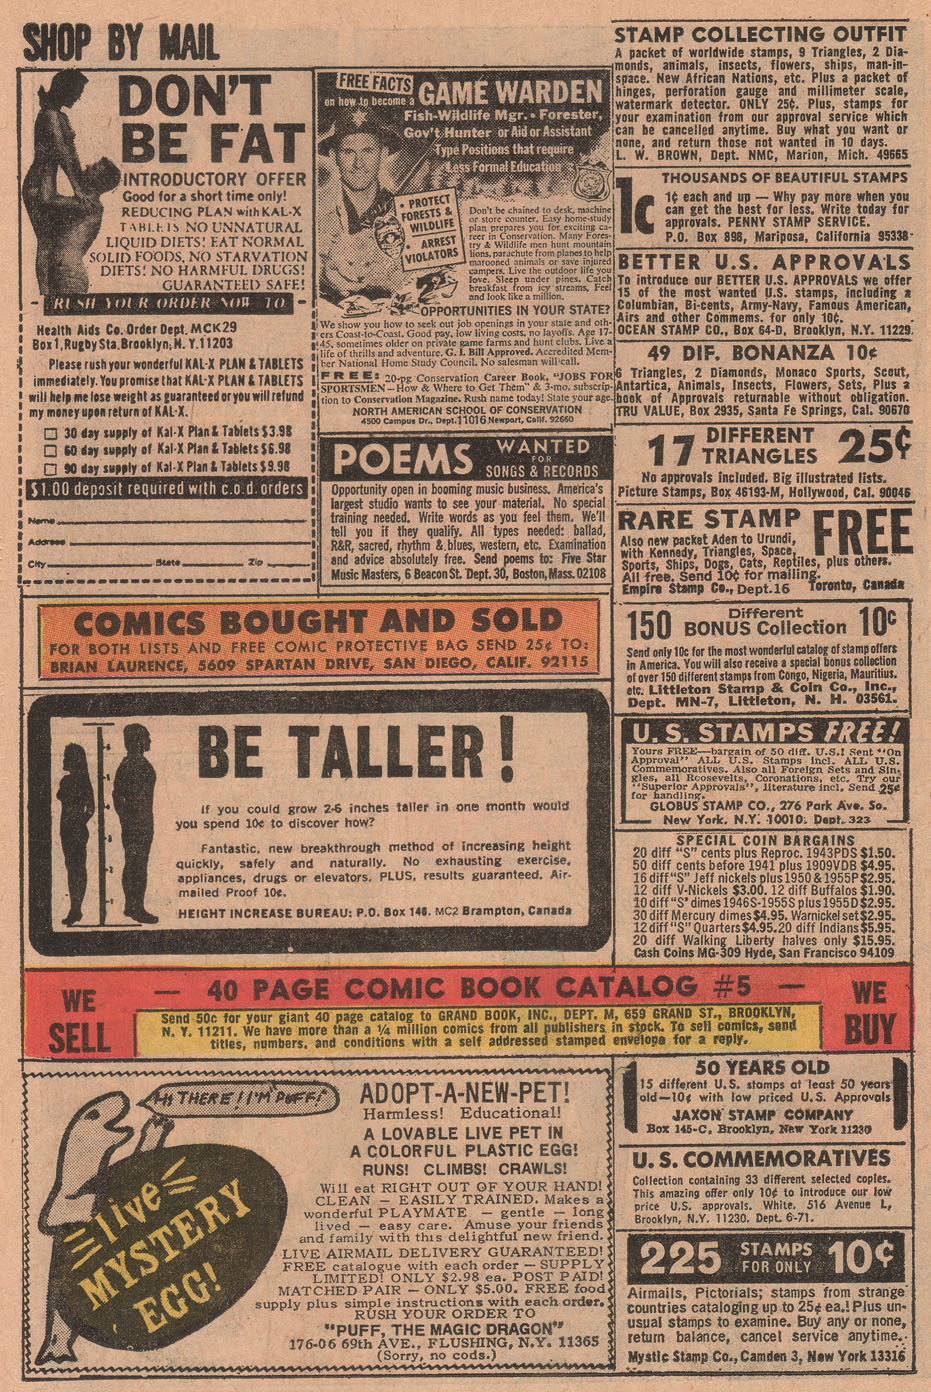 SHOP BY MAIL
DON'T
BE FAT
INTRODUCTORY OFFER
Good for a short time only!
REDUCING PLAN with KAL-X
TABLETS NO UNNATURAL
LIQUID DIETS! EAT NORMAL
SOLID FOODS, NO STARVATION
DIETS! NO HARMFUL DRUGS!
GUARANTEED SAFE!
RUSH YOUR ORDER NOW TO
Health Aids Co. Order Dept. MCK29
Box 1, Rugby Sta. Brooklyn, N.Y. 11203
Please rush your wonderful KAL-X PLAN & TABLETS
immediately. You promise that KAL-X PLAN & TABLETS
will help me lose weight as guaranteed or you will refund
my money upon return of KAL-X.
30 day supply of Kal-X Plan & Tablets $3.98
60 day supply of Kal-X Plan & Tablets $6.98
90 day supply of Kal-X Plan & Tablets $9.98
$1.00 deposit required with c.o.d. orders
Name
Address
City State Zip
FREE FACTS
on how to become a GAME WARDEN
Fish-Wildlife Mgr. • Forester,
Gov't Hunter or Aid or Assistant
Type Positions that require
Less Formal Education
• PROTECT
FORESTS &
WILDLIFE
• ARREST
VIOLATORS
Don't be chained to desk, machine
or store counter. Easy home-study
plan prepares you for exciting ca-
reer in Conservation. Many Fores-
try & Wildlife men hunt mountain
lions, parachute from planes to help
marooned animals or save injured
campers. Live the outdoor life you
love. Sleep under pines. Catch
breakfast from icy streams, Feel
and look like a million.
OPPORTUNITIES IN YOUR STATE!
We show you how to seek out job openings in your state and oth-
ers Coast-to-Coast. Good pay, low living costs, no layoffs. Age 17-
45, sometimes older on private game farms and hunt clubs. Live a
life of thrills and adventure. G. I. Bill Approved. Accredited Mem-
ber National Home Study Council. No salesman will call.
FREE! 20-pg Conservation Career Book, "JOBS FOR
SPORTSMEN — How & Where to Get Them" & 3-mo. subscrip-
tion to Conservation Magazine. Rush name today! State your age.
NORTH AMERICAN SCHOOL OF CONSERVATION
4500 Campus Dr., Dept. 11016 Newport, Calif. 92660
POEMS WANTED
FOR
SONGS & RECORDS
Opportunity open in booming music business. America's
largest studio wants to see your material. No special
training needed. Write words as you feel them. We'll
tell you if they qualify. All types needed: ballad,
R&R, sacred, rhythm & blues, western, etc. Examination
and advice absolutely free. Send poems to: Five Star
Music Masters, 6 Beacon St. Dept. 30, Boston, Mass. 02108
COMICS BOUGHT AND SOLD
FOR BOTH LISTS AND FREE COMIC PROTECTIVE BAG SEND 25¢ TO:
BRIAN LAURENCE, 5609 SPARTAN DRIVE, SAN DIEGO, CALIF. 92115
BE TALLER!
If you could grow 2-6 inches taller in one month would
you spend 10¢ to discover how?
Fantastic, new breakthrough method of increasing height
quickly, safely and naturally. No exhausting exercise,
appliances, drugs or elevators. PLUS, results guaranteed. Air-
mailed Proof 10¢.
HEIGHT INCREASE BUREAU: P.O. Box 146. MC2 Brampton, Canada
STAMP COLLECTING OUTFIT
A packet of worldwide stamps, 9 Triangles, 2 Dia-
monds, animals, insects, flowers, ships, man-in-
space. New African Nations, etc. Plus a packet of
hinges, perforation gauge and millimeter scale,
watermark detector. ONLY 25¢. Plus, stamps for
your examination from our approval service which
can be cancelled anytime. Buy what you want or
none, and return those not wanted in 10 days.
L. W. BROWN, Dept. NMC, Marion, Mich. 49665
THOUSANDS OF BEAUTIFUL STAMPS
1c
1¢ each and up — Why pay more when you
can get the best for less. Write today for
approvals. PENNY STAMP SERVICE.
P.O. Box 898, Mariposa, California 95338
BETTER U.S. APPROVALS
To introduce our BETTER U.S. APPROVALS we offer
15 of the most wanted U.S. stamps, including a
Columbian, Bi-cents, Army-Navy, Famous American,
Airs and other Comments. for only 10¢.
OCEAN STAMP CO., Box 64-D, Brooklyn, N.Y. 11229
49 DIF. BONANZA 10¢
6 Triangles, 2 Diamonds, Monaco Sports, Scout,
Antartica, Animals, Insects, Flowers, Sets, Plus a
book of Approvals returnable without obligation.
TRU VALUE, Box 2935, Santa Fe Springs, Cal. 90670
17 DIFFERENT
TRIANGLES 25¢
No approvals included. Big illustrated lists.
Picture Stamps, Box 46193-M, Hollywood, Cal. 90046
RARE STAMP FREE
Also new packet Aden to Urundi,
with Kennedy, Triangles, Space,
Sports, Ships, Dogs, Cats, Reptiles, plus others.
All free. Send 10¢ for mailing.
Empire Stamp Co., Dept. 16 Toronto, Canada
150 Different
BONUS Collection 10¢
Send only 10c for the most wonderful catalog of stamp offers
in America. You will also receive a special bonus collection
of over 150 different stamps from Congo, Nigeria, Mauritius,
etc. Littleton Stamp & Coin Co., Inc.,
Dept. MN-7, Littleton, N. H. 03561.
U.S. STAMPS FREE!
Yours FREE—bargain of 50 diff. U.S.! Sent "On
Approval" ALL U.S. Stamps incl. ALL U.S.
Commemoratives. Also all Foreign Sets and Sin-
gles, all Roosevelts, Coronations, etc. Try our
"Superior Approvals", literature incl. Send 25¢
for handling.
GLOBUS STAMP CO., 276 Park Ave. So.
New York, N.Y. 10010. Dept. 323
SPECIAL COIN BARGAINS
20 diff "S" cents plus Reproc. 1943PDS $1.50.
50 diff cents before 1941 plus 1909VDB $4.95.
16 diff "S" Jeff nickels plus 1950 & 1955P $2.95.
12 diff V-Nickels $3.00. 12 diff Buffalos $1.90.
10 diff "S" dimes 1946S-1955S plus 1955D $2.95.
30 diff Mercury dimes $4.95. Warnickel set $2.95.
12 diff "S" Quarters $4.95. 20 diff Indians $5.95.
20 diff Walking Liberty halves only $15.95.
Cash Coins MG-309 Hyde, San Francisco 94109
WE
SELL
— 40 PAGE COMIC BOOK CATALOG #5 —
Send 50c for your giant 40 page catalog to GRAND BOOK, INC., DEPT. M, 659 GRAND ST., BROOKLYN,
N. Y. 11211. We have more than a ¼ million comics from all publishers in stock. To sell comics, send
titles, numbers, and conditions with a self addressed stamped envelope for a reply.
WE
BUY
HI THERE! I'M PUFF!
live
MYSTERY
EGG!
ADOPT-A-NEW-PET!
Harmless! Educational!
A LOVABLE LIVE PET IN
A COLORFUL PLASTIC EGG!
RUNS! CLIMBS! CRAWLS!
Will eat RIGHT OUT OF YOUR HAND!
CLEAN — EASILY TRAINED. Makes a
wonderful PLAYMATE — gentle — long
lived — easy care. Amuse your friends
and family with this delightful new friend.
LIVE AIRMAIL DELIVERY GUARANTEED!
FREE catalogue with each order — SUPPLY
LIMITED! ONLY $2.98 ea. POST PAID!
MATCHED PAIR — ONLY $5.00. FREE food
supply plus simple instructions with each order.
RUSH YOUR ORDER TO
"PUFF, THE MAGIC DRAGON"
176-06 69th AVE., FLUSHING, N.Y. 11365
(Sorry, no cods.)
50 YEARS OLD
15 different U.S. stamps at least 50 years
old—10¢ with low priced U.S. Approvals
JAXON STAMP COMPANY
Box 145-C, Brooklyn, New York 11230
U. S. COMMEMORATIVES
Collection containing 33 different selected copies.
This amazing offer only 10¢ to introduce our low
price U.S. approvals. White. 516 Avenue L,
Brooklyn, N.Y. 11230. Dept. 6-71.
225 STAMPS
FOR ONLY 10¢
Airmails, Pictorials; stamps from strange
countries cataloging up to 25¢ ea.! Plus un-
usual stamps to examine. Buy any or none,
return balance, cancel service anytime.
Mystic Stamp Co., Camden 3, New York 13316